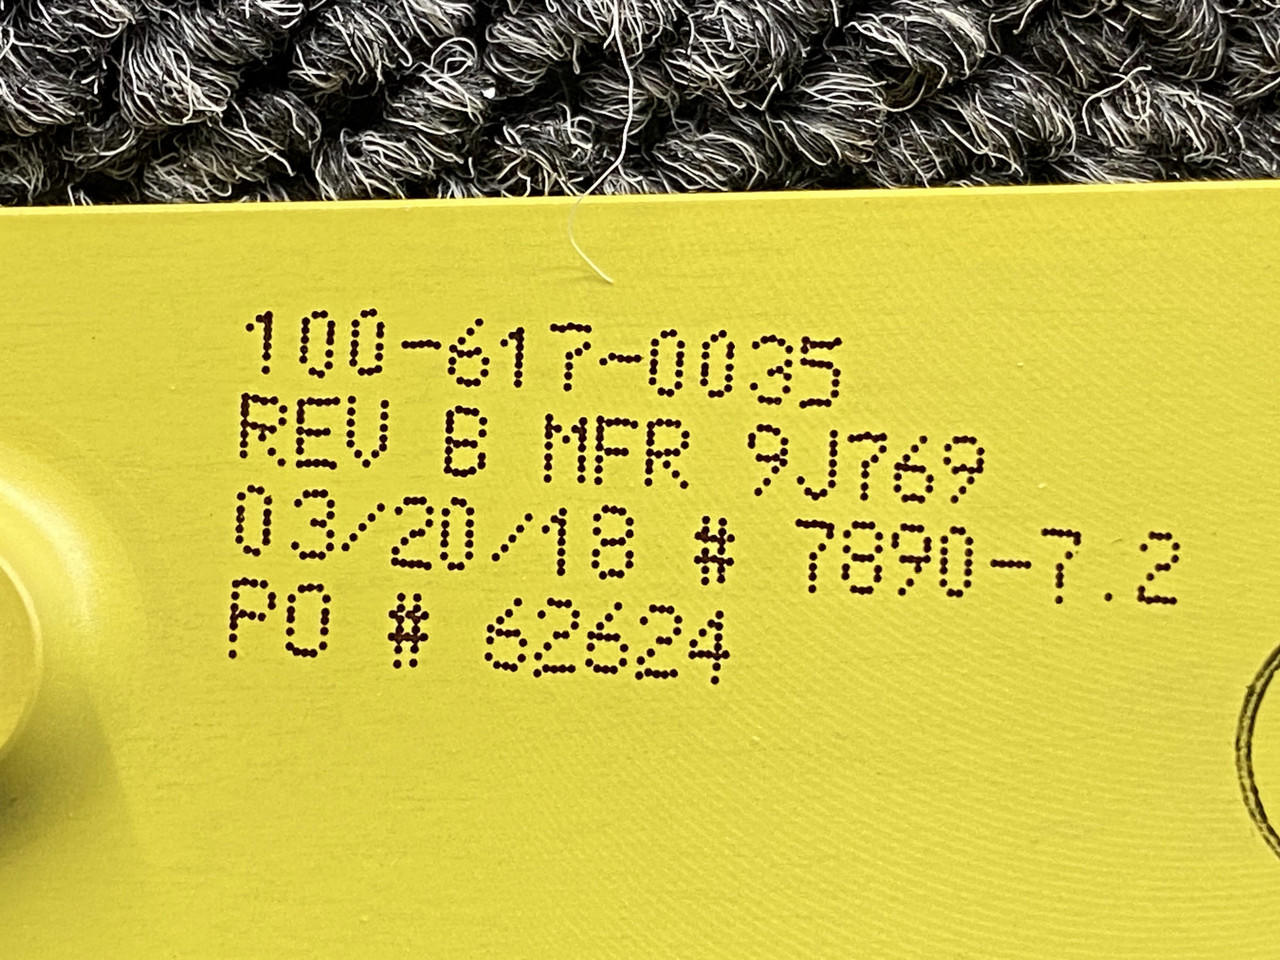 100-617-0035
REV B MFR 9J769
03/20/18 # 7890-7.2
PO # 62624